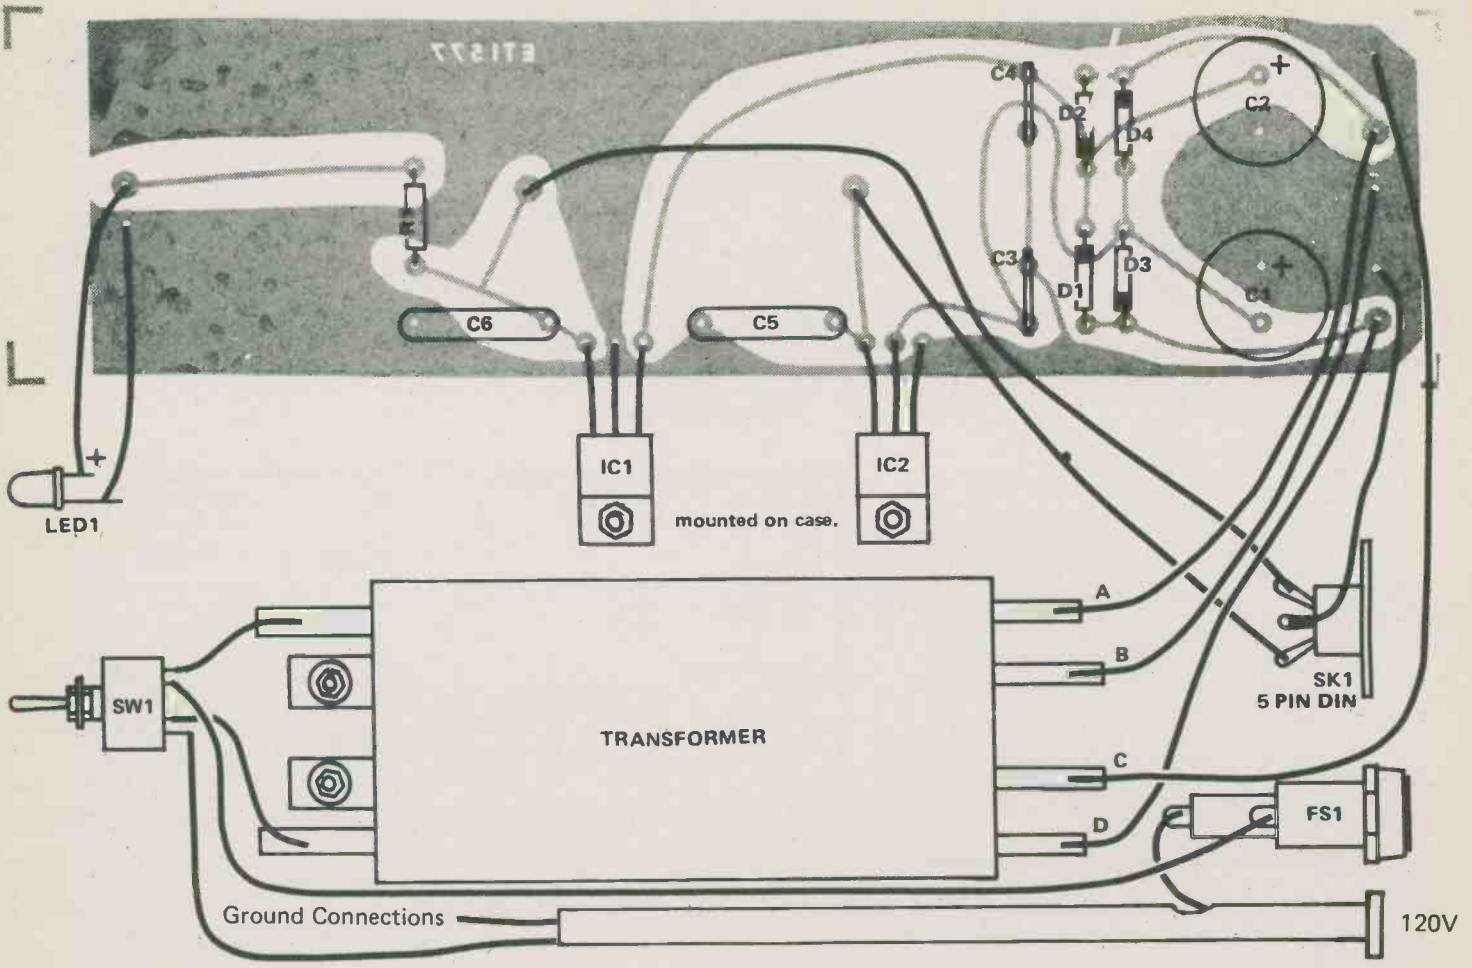 ETI577
C4
C2
+
D2
D4
C3
D3
+
C1
D1
C6
C5
+
LED1
IC1
IC2
mounted on case.
A
B
SK1
5 PIN DIN
SW1
TRANSFORMER
C
D
FS1
Ground Connections
120V